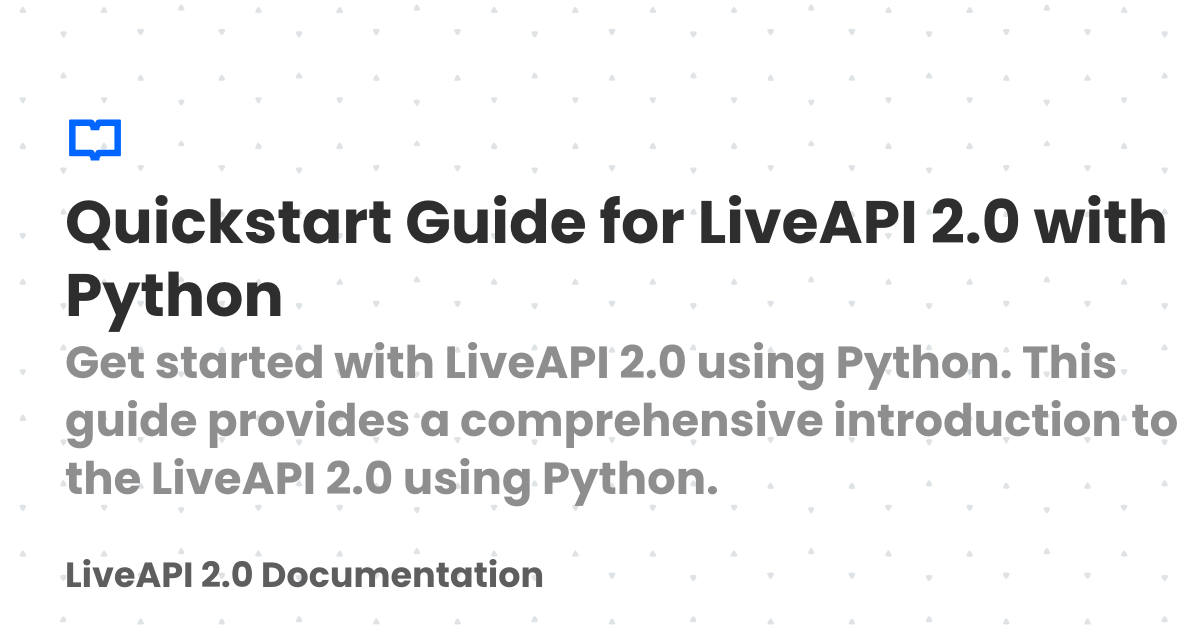 Quickstart Guide for LiveAPI 2.0 with
Python
Get started with LiveAPI 2.0 using Python. This
guide provides a comprehensive introduction to
the LiveAPI 2.0 using Python.
LiveAPI 2.0 Documentation